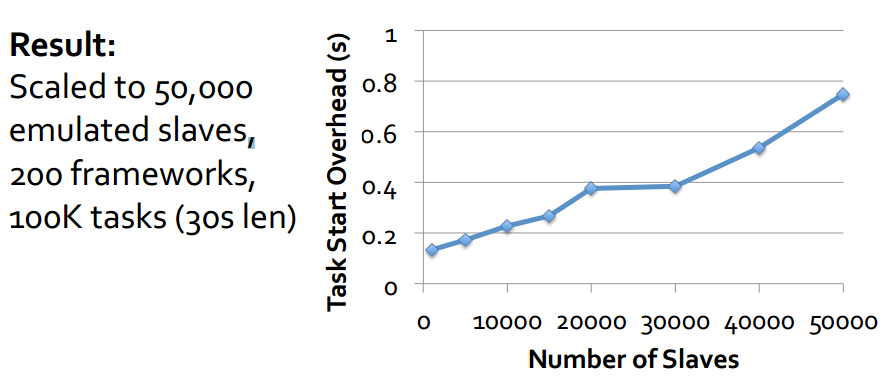 Result:
Scaled to 50,000
emulated slaves,
200 frameworks,
100K tasks (30s len)
Task Start Overhead (s)
1
0.8
0.6
0.4
0.2
0
0 10000 20000 30000 40000 50000
Number of Slaves